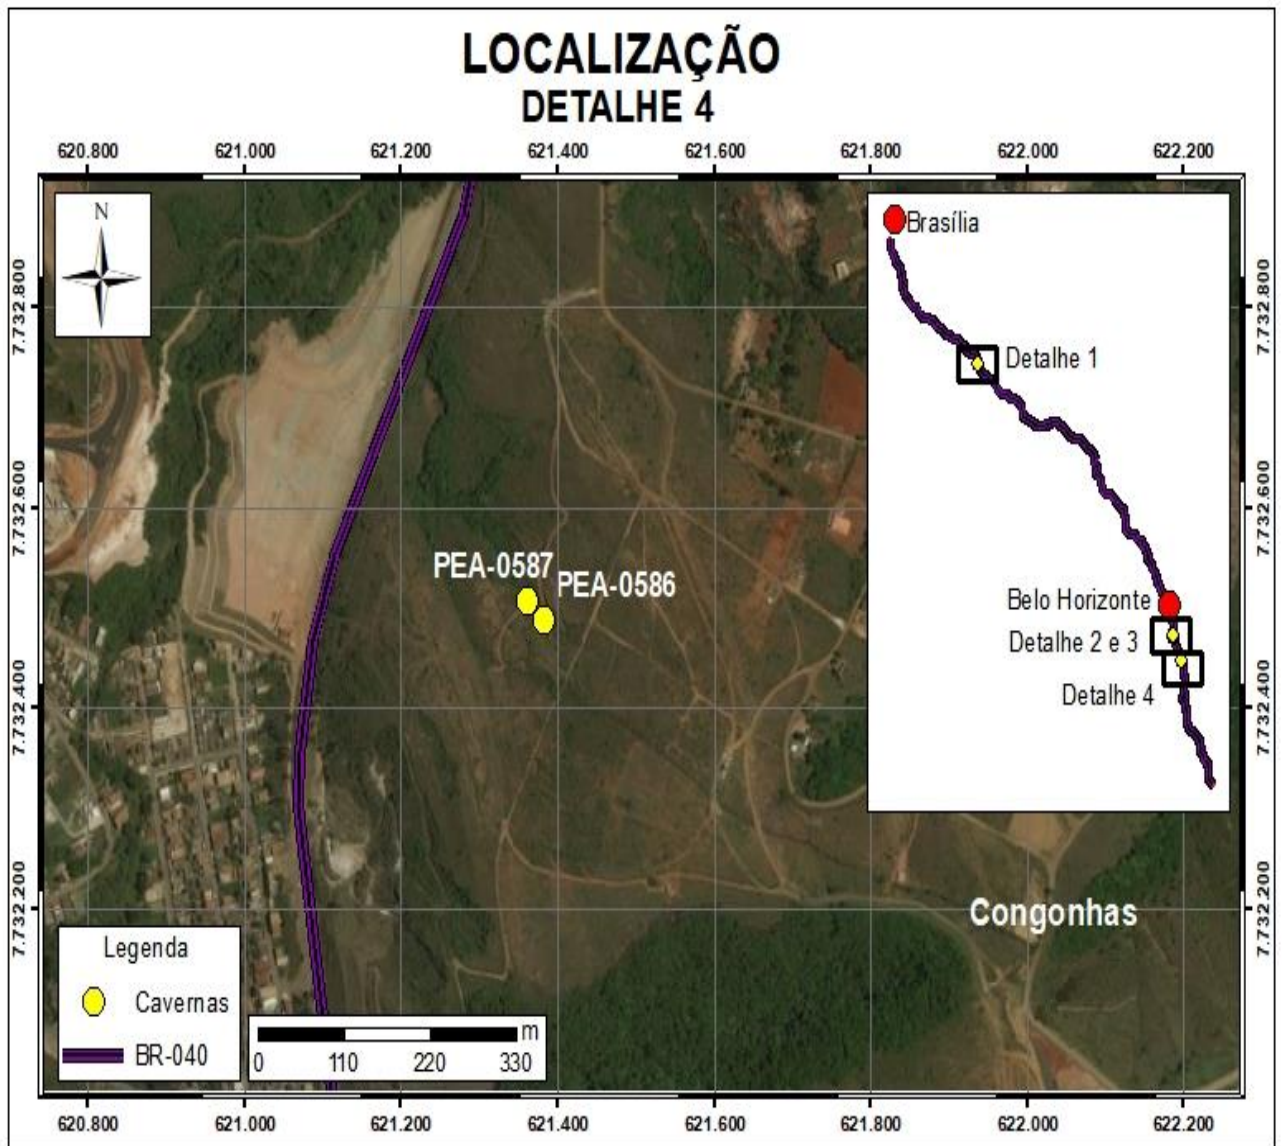 LOCALIZAÇÃO
DETALHE 4
620.800 621.000 621.200 621.400 621.600 621.800 622.000 622.200
N
Brasília
Detalhe 1
Belo Horizonte
Detalhe 2 e 3
Detalhe 4
7.732.800 7.732.800
7.732.600 7.732.600
PEA-0587
PEA-0586
7.732.400 7.732.400
7.732.200 7.732.200
Congonhas
Legenda
Cavernas
BR-040
m
0 110 220 330
620.800 621.000 621.200 621.400 621.600 621.800 622.000 622.200